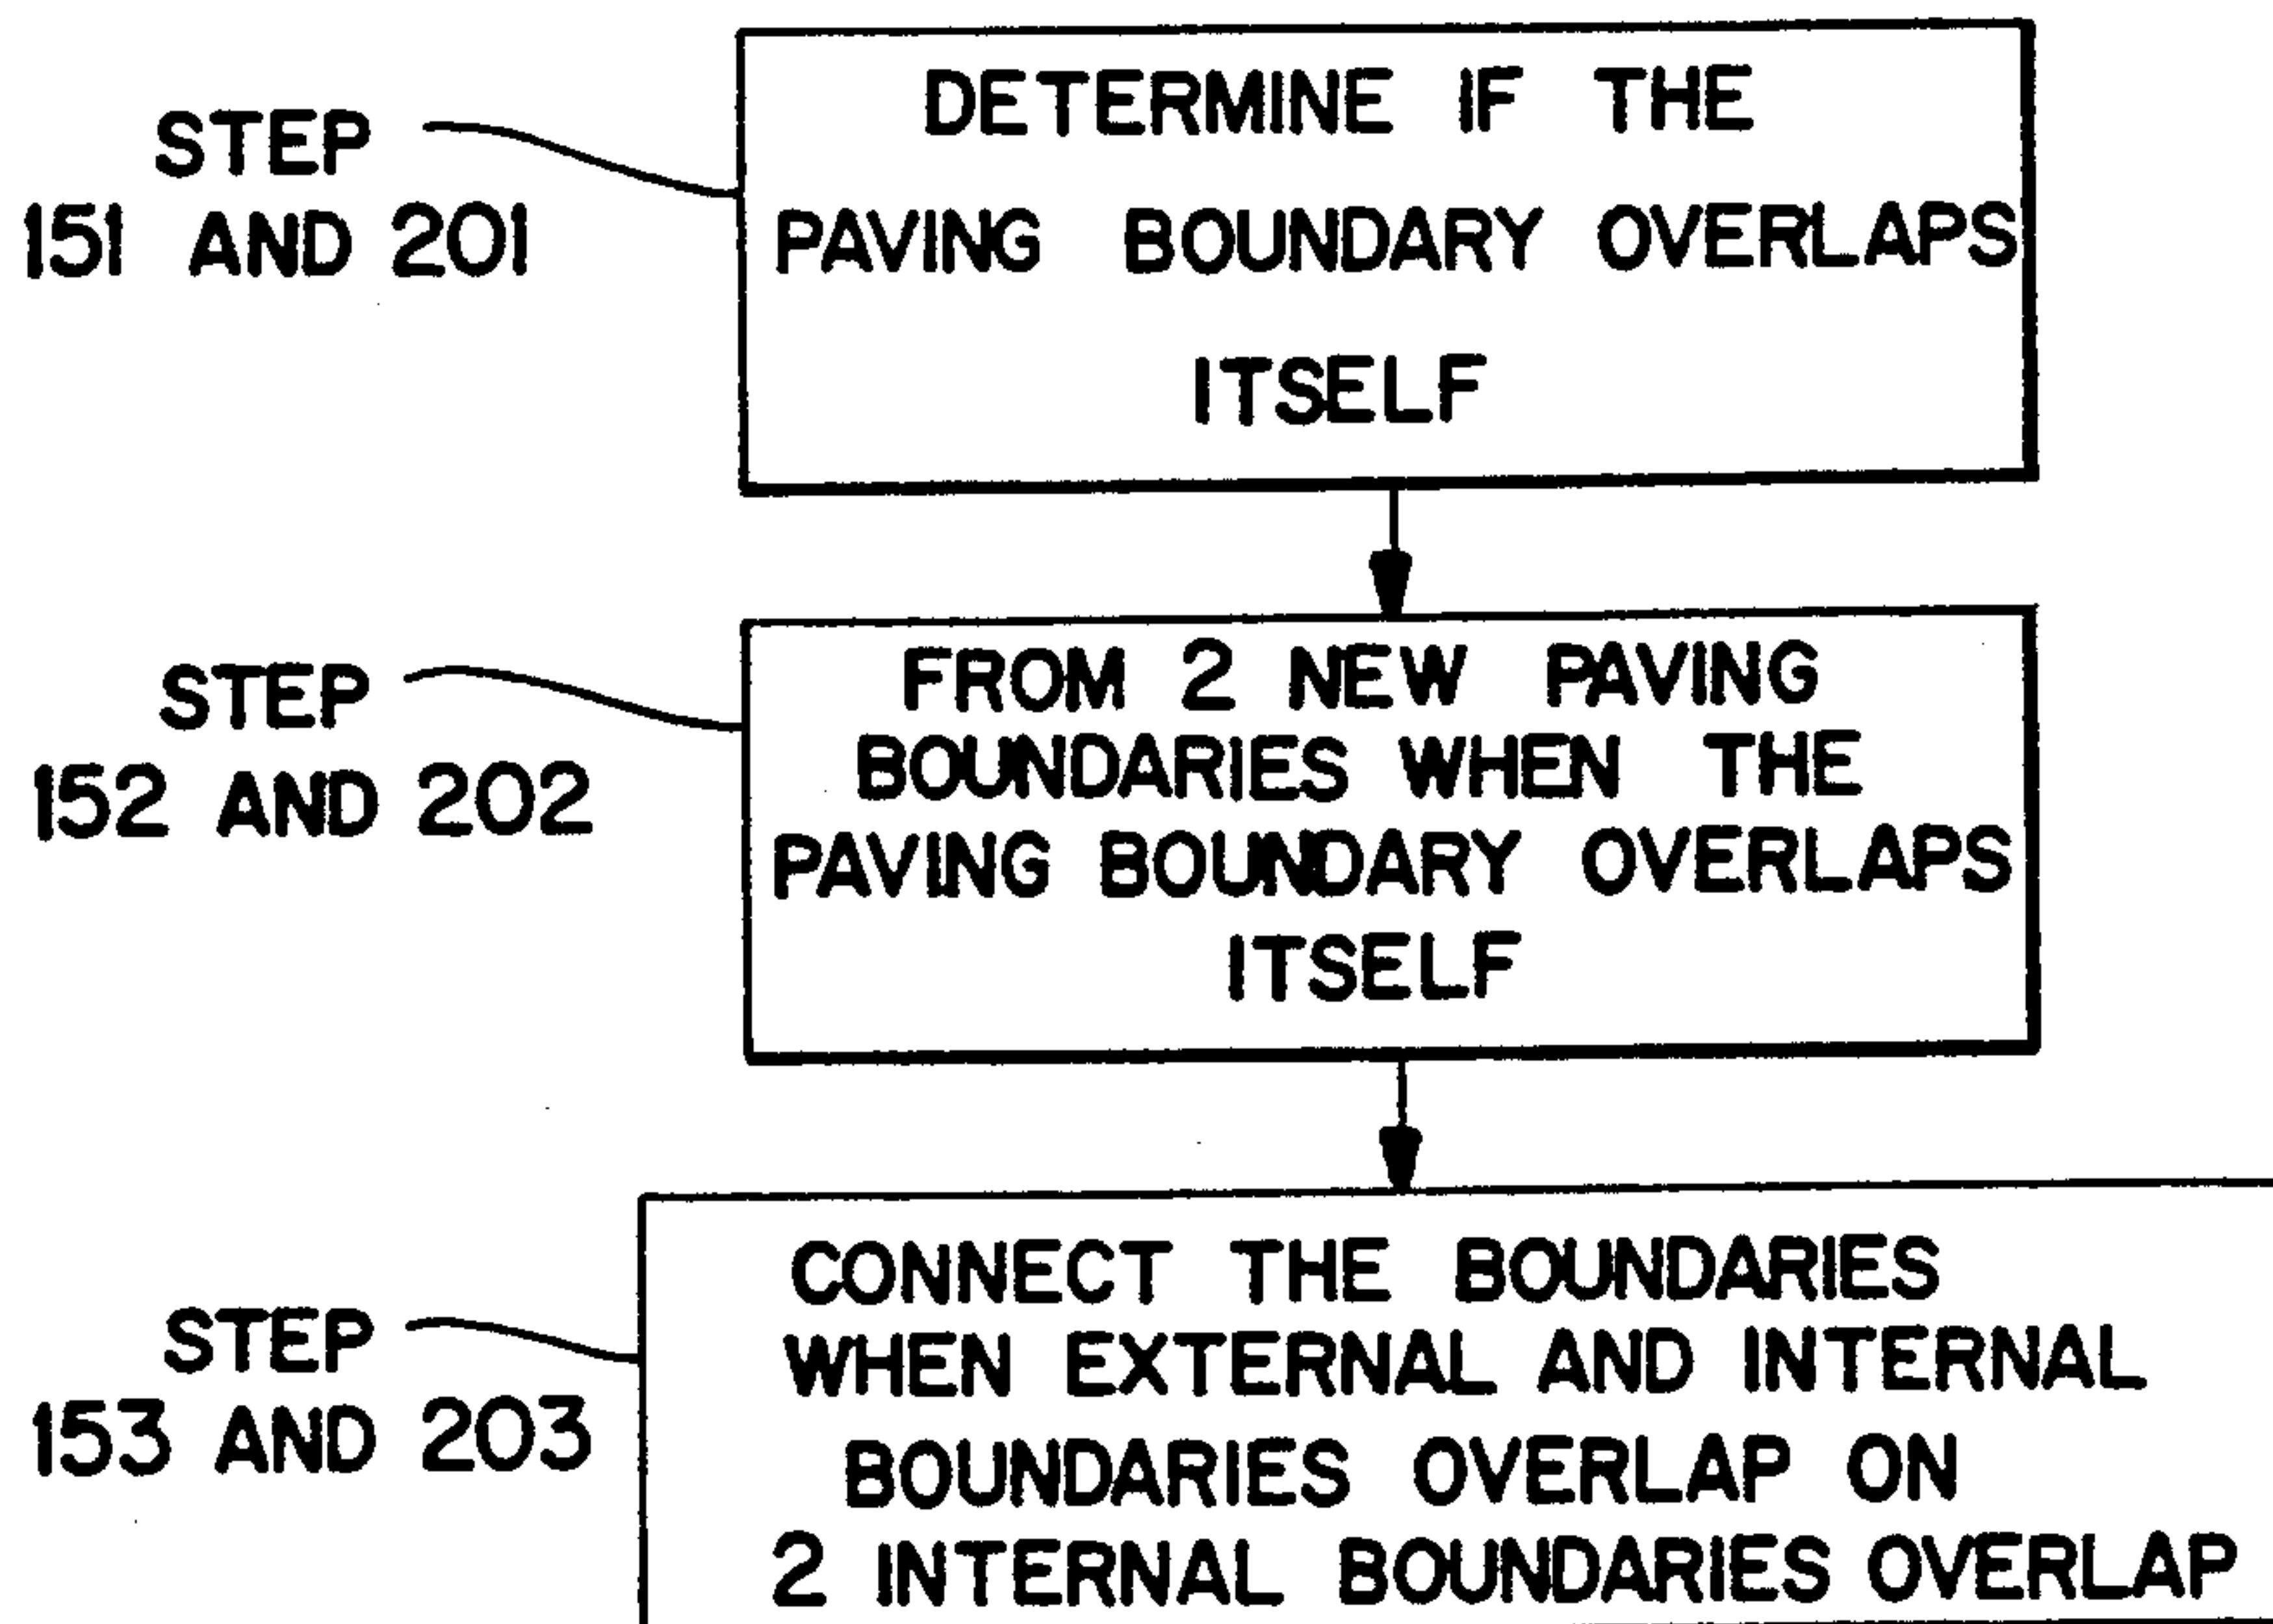 STEP
151 AND 201
DETERMINE IF THE
PAVING BOUNDARY OVERLAPS
ITSELF
STEP
152 AND 202
FROM 2 NEW PAVING
BOUNDARIES WHEN THE
PAVING BOUNDARY OVERLAPS
ITSELF
STEP
153 AND 203
CONNECT THE BOUNDARIES
WHEN EXTERNAL AND INTERNAL
BOUNDARIES OVERLAP ON
2 INTERNAL BOUNDARIES OVERLAP